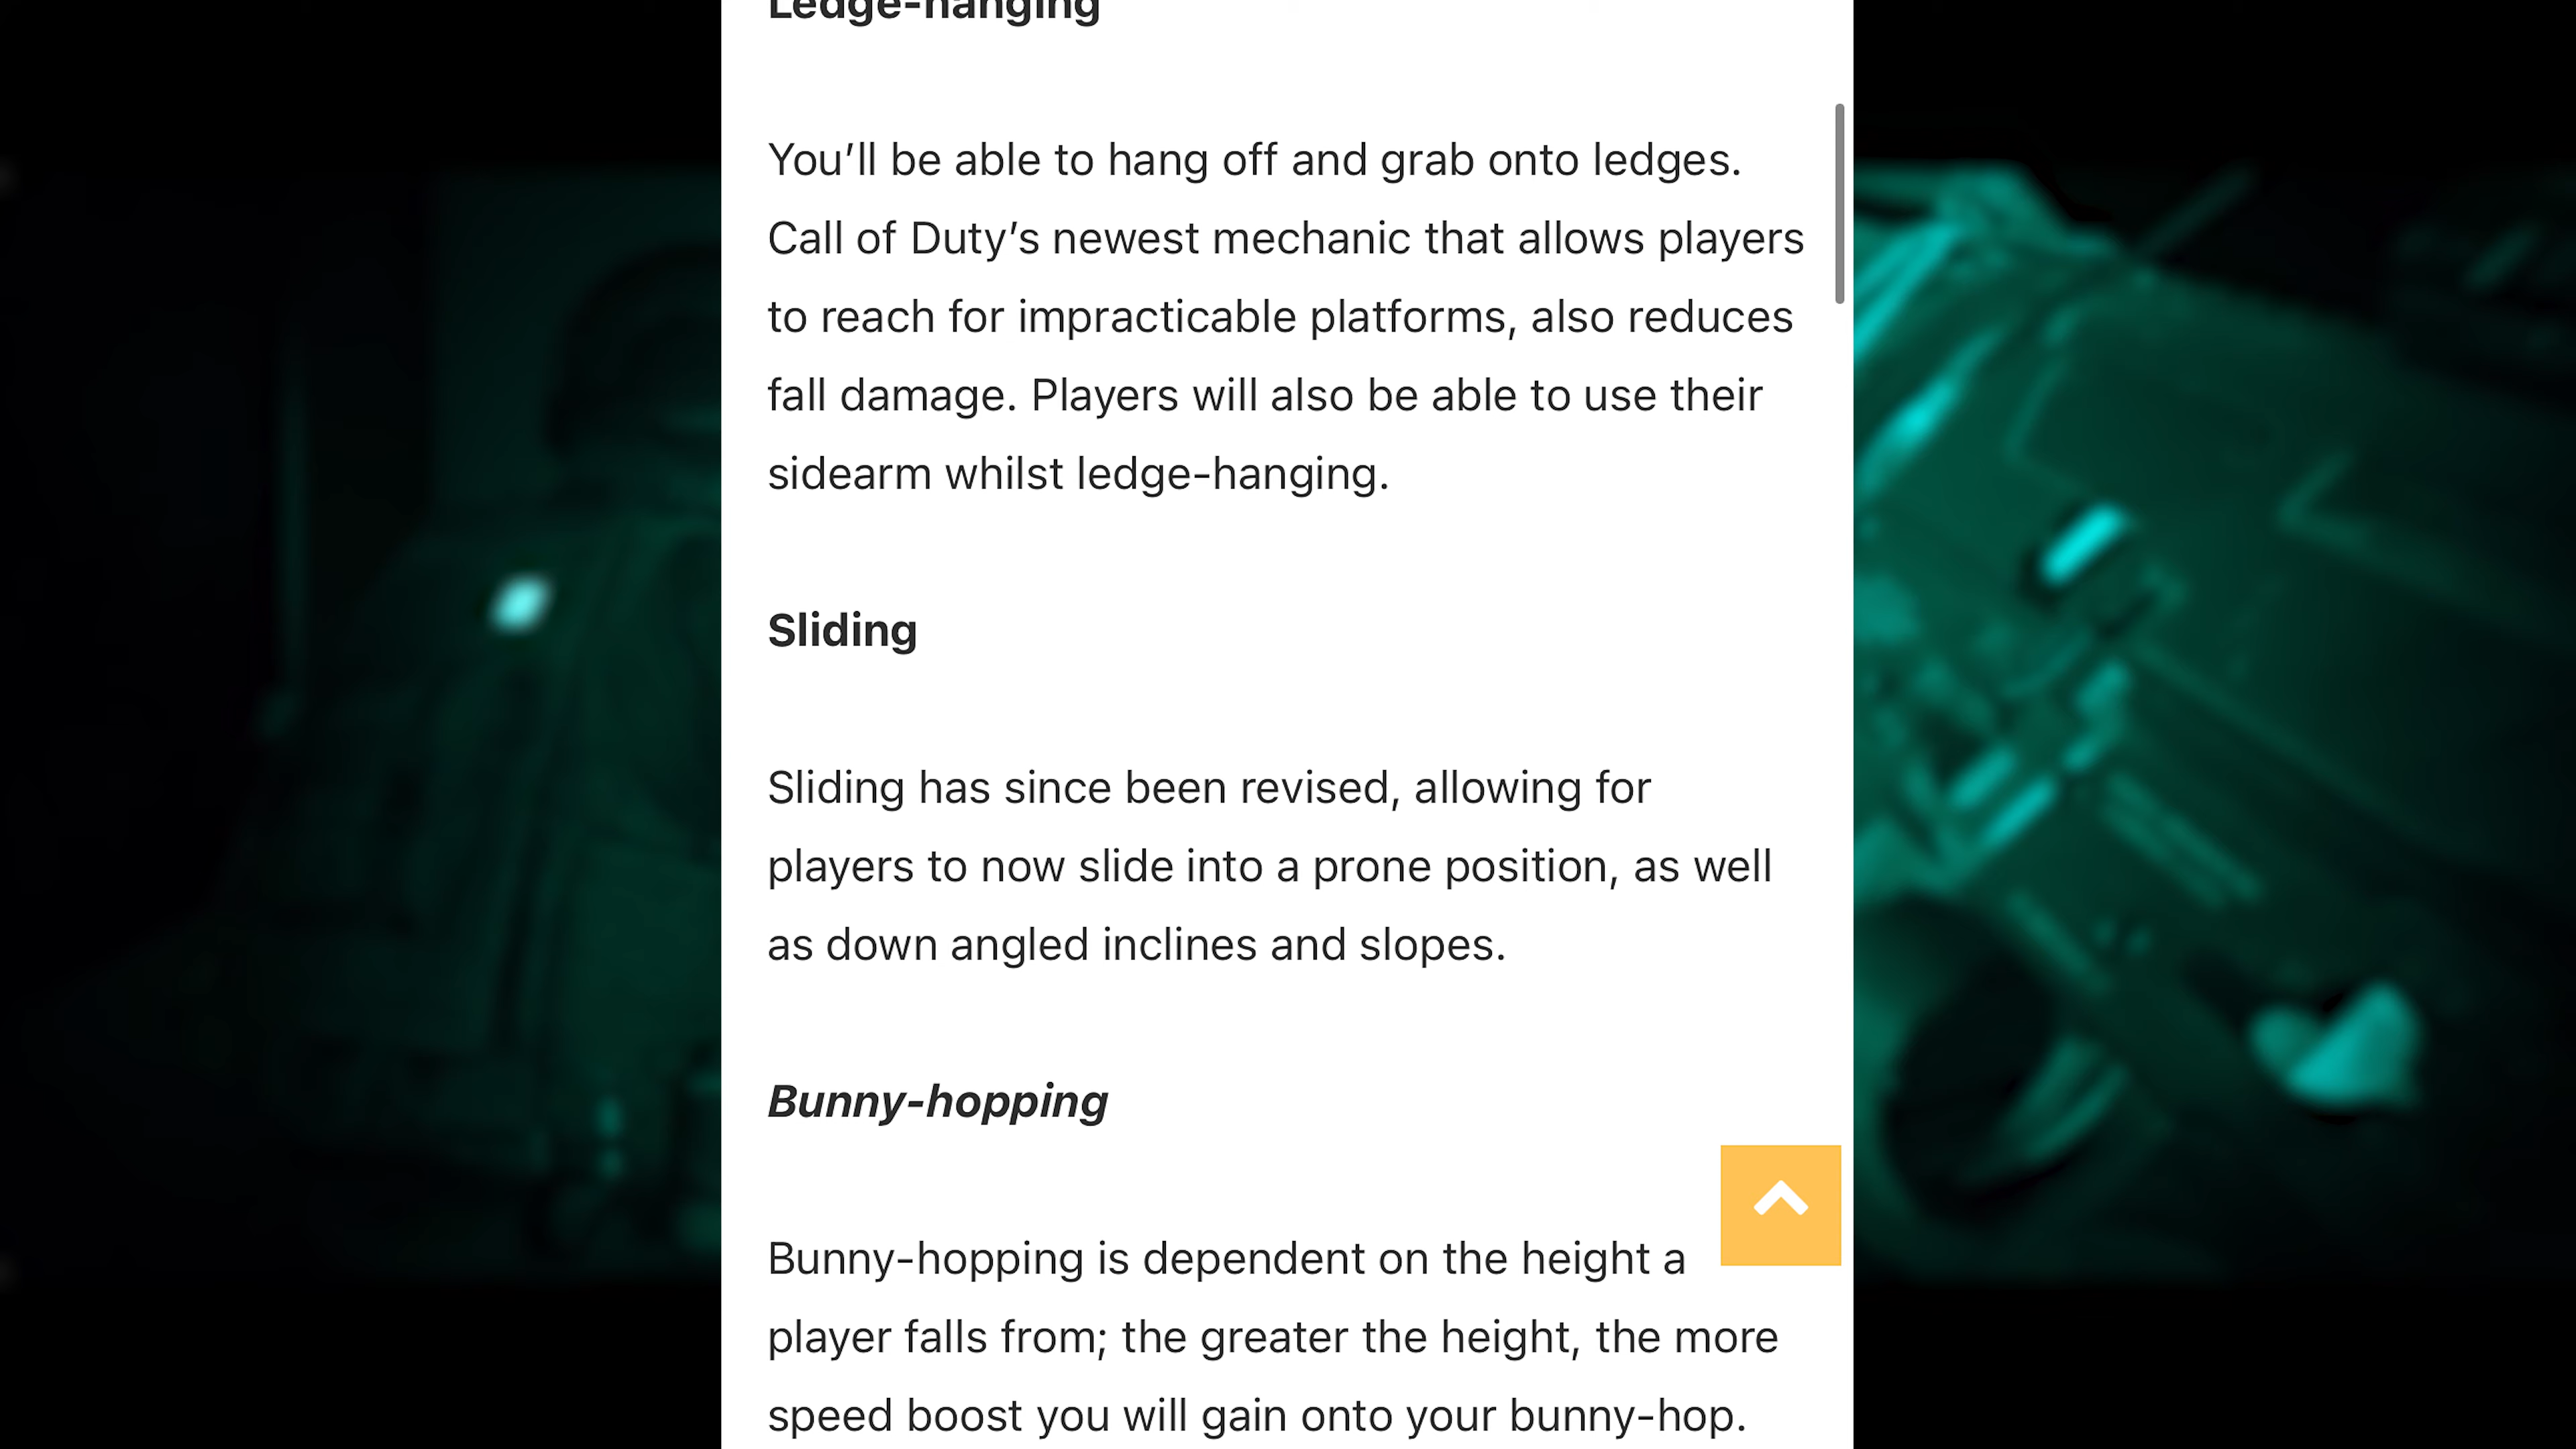 Ledge-hanging
You’ll be able to hang off and grab onto ledges.
Call of Duty’s newest mechanic that allows players
to reach for impracticable platforms, also reduces
fall damage. Players will also be able to use their
sidearm whilst ledge-hanging.
Sliding
Sliding has since been revised, allowing for
players to now slide into a prone position, as well
as down angled inclines and slopes.
Bunny-hopping
Bunny-hopping is dependent on the height a
player falls from; the greater the height, the more
speed boost you will gain onto your bunny-hop.